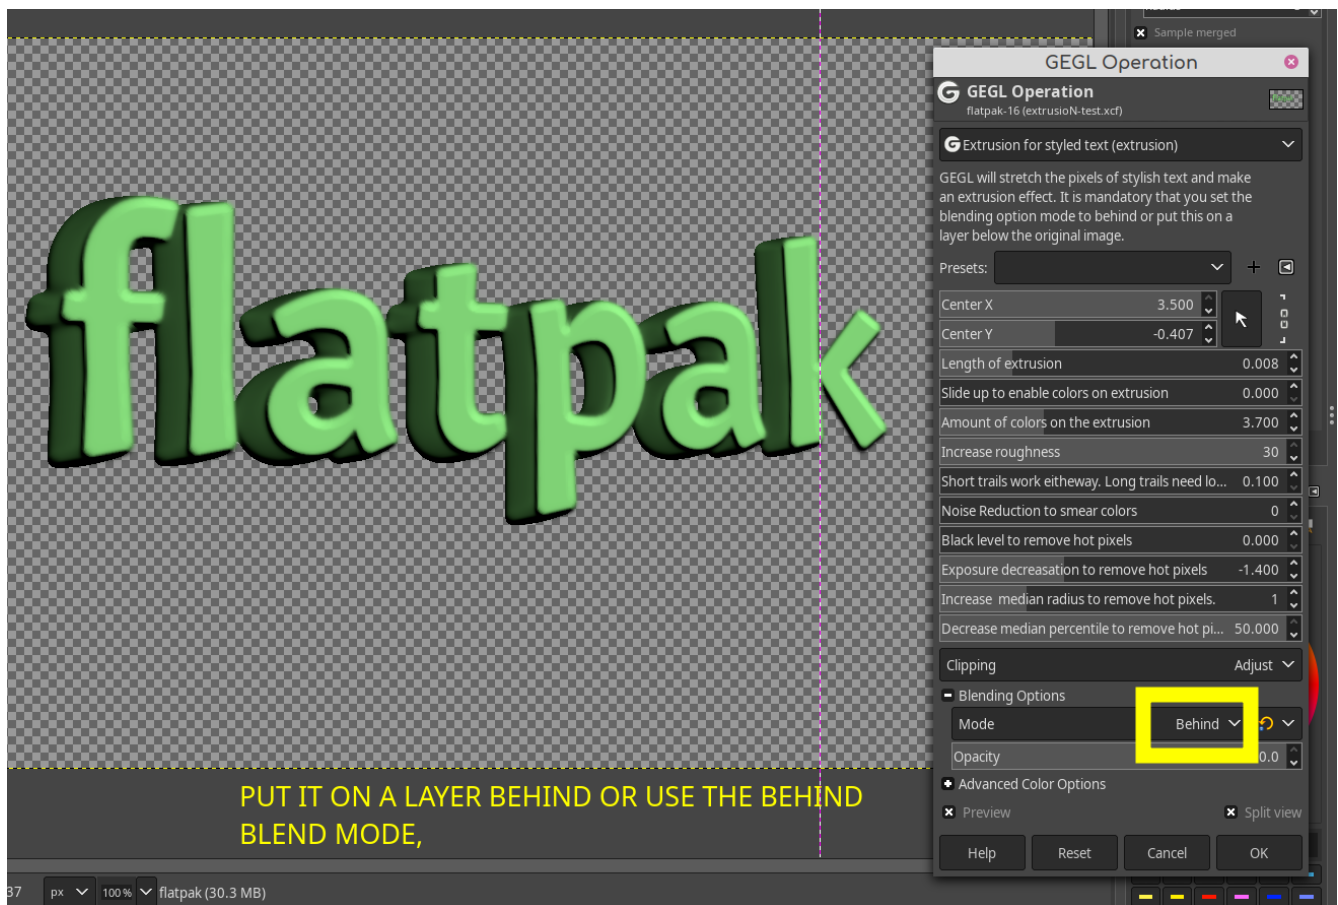 Sample merged
GEGL Operation
GEGL Operation
flatpak-16 (extrusioN-test.xcf)
Extrusion for styled text (extrusion)
GEGL will stretch the pixels of stylish text and make
an extrusion effect. It is mandatory that you set the
blending option mode to behind or put this on a
layer below the original image.
Presets:
Center X 3.500
Center Y -0.407
Length of extrusion 0.008
Slide up to enable colors on extrusion 0.000
Amount of colors on the extrusion 3.700
Increase roughness 30
Short trails work eitheway. Long trails need lo... 0.100
Noise Reduction to smear colors 0
Black level to remove hot pixels 0.000
Exposure decreasation to remove hot pixels -1.400
Increase median radius to remove hot pixels. 1
Decrease median percentile to remove hot pi... 50.000
Clipping Adjust
Blending Options
Mode Behind
Opacity 0.0
Advanced Color Options
Preview Split view
Help Reset Cancel OK
flatpak
PUT IT ON A LAYER BEHIND OR USE THE BEHIND
BLEND MODE,
37 px 100% flatpak (30.3 MB)